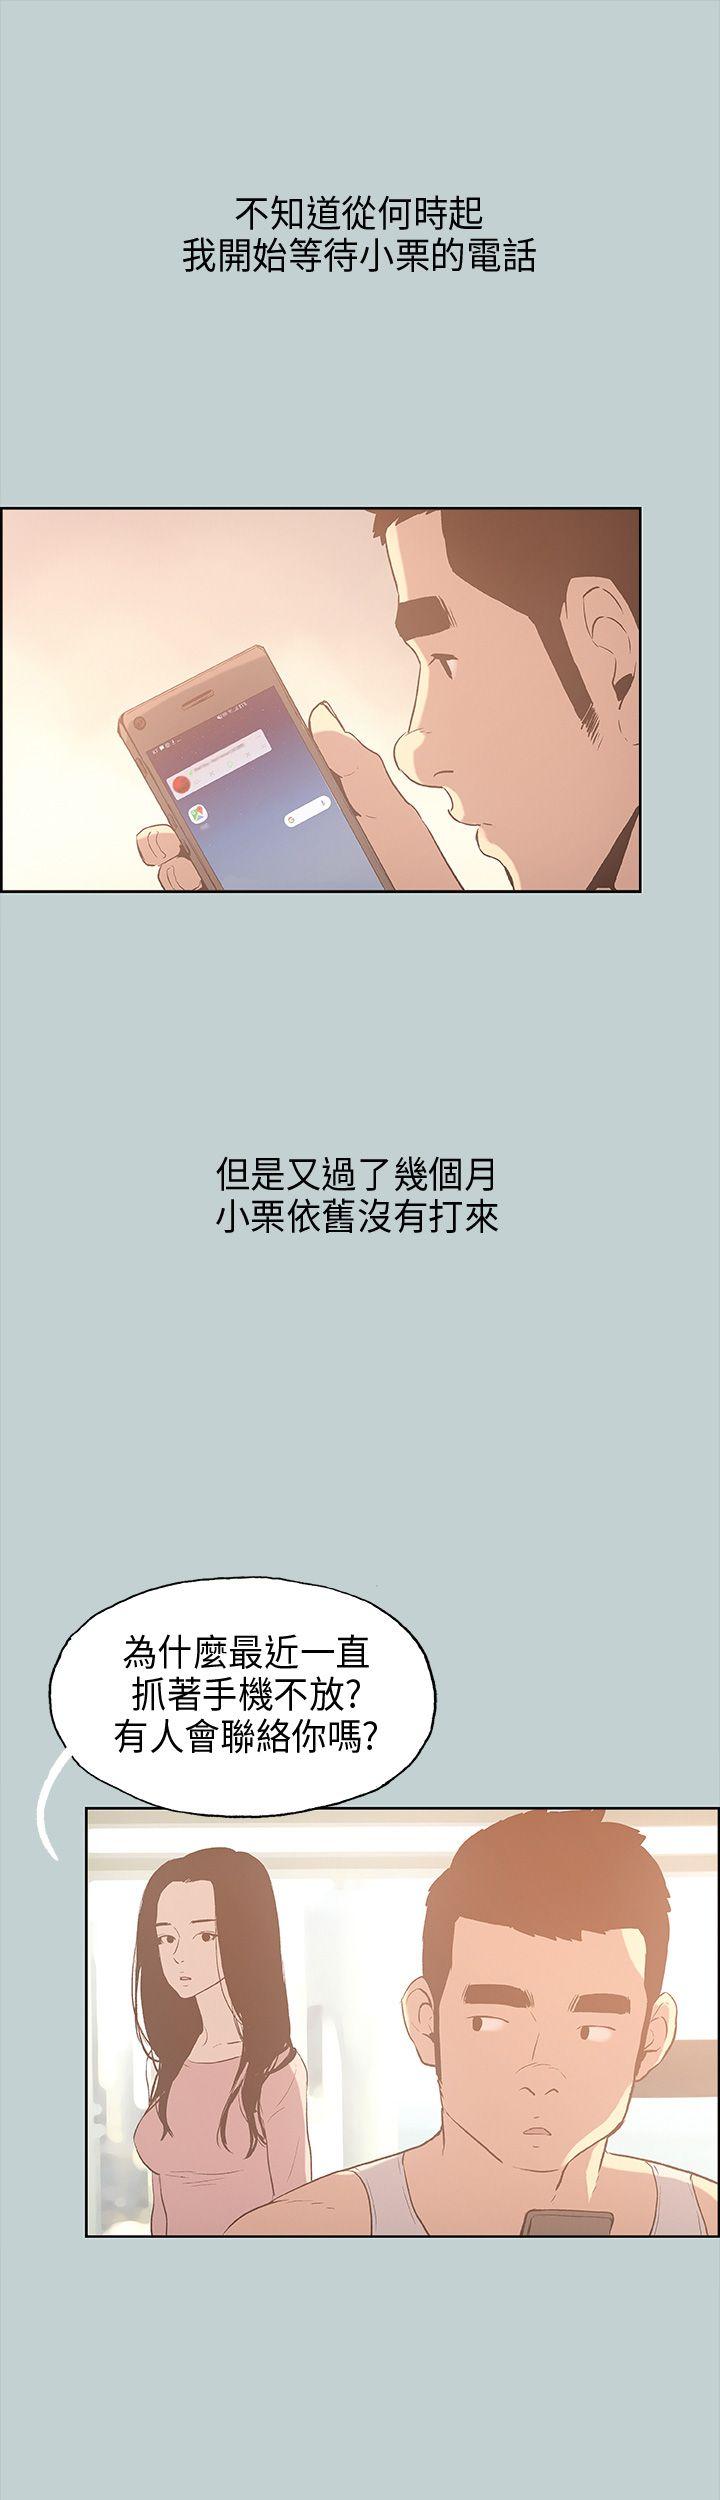 不知道從何時起
我開始等待小栗的電話
但是又過了幾個月
小栗依舊沒有打來
為什麼最近一直
抓著手機不放?
有人會聯絡你嗎?